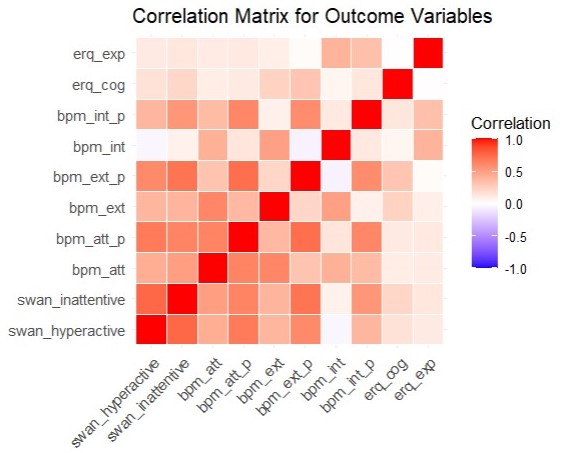 Correlation Matrix for Outcome Variables
erq_exp
erq_cog
bpm_int_p
bpm_int
bpm_ext_p
bpm_ext
bpm_att_p
bpm_att
swan_inattentive
swan_hyperactive
swan_hyperactive
swan_inattentive
bpm_att
bpm_att_p
bpm_ext
bpm_ext_p
bpm_int
bpm_int_p
erq_cog
erq_exp
Correlation
1.0
0.5
0.0
-0.5
-1.0